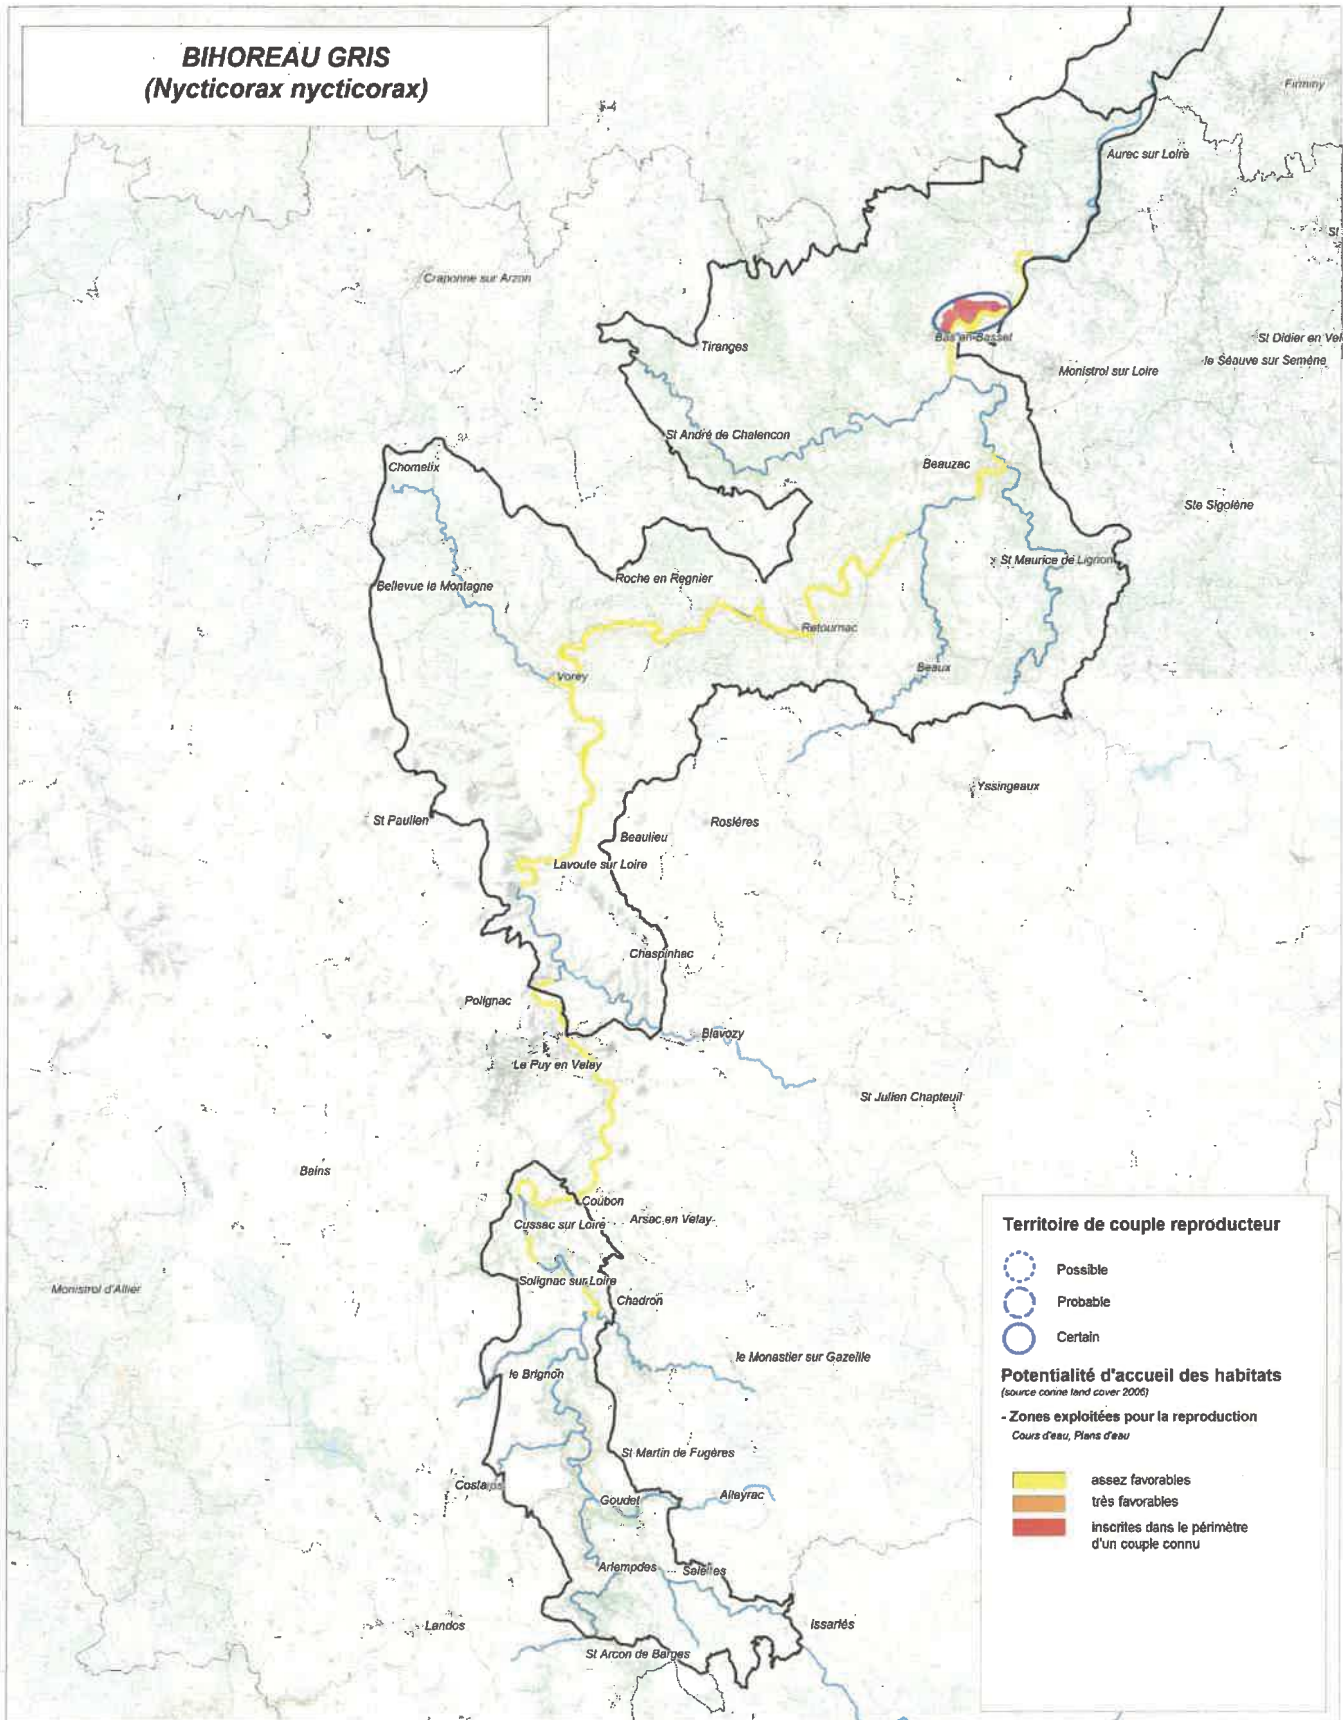 BIHOREAU GRIS
(Nycticorax nycticorax)
Firminy
Aurec sur Loire
St
Craponne sur Arzon
Bas en Basset
St Didier en Vel
Tiranges
le Séauve sur Semène
Monistrol sur Loire
St André de Chalencon
Beauzac
Chomelix
Ste Sigolène
St Maurice de Lignon
Roche en Regnier
Bellevue la Montagne
Retournac
Beaux
Vorey
Yssingeaux
St Paulien
Rosières
Beaulieu
Lavoute sur Loire
Chaspinhac
Polignac
Blavozy
Le Puy en Velay
St Julien Chapteuil
Bains
Coubon
Arsac en Velay
Cussac sur Loire
Solignac sur Loire
Monistrol d'Allier
Chadron
le Monastier sur Gazeille
le Brignon
St Martin de Fugères
Costaros
Goudet
Alleyrac
Arlempdes
Salettes
Landos
Issarlès
St Arcon de Barges
Territoire de couple reproducteur
Possible
Probable
Certain
Potentialité d'accueil des habitats
(source corine land cover 2006)
- Zones exploitées pour la reproduction
Cours d'eau, Plans d'eau
assez favorables
très favorables
inscrites dans le périmètre
d'un couple connu